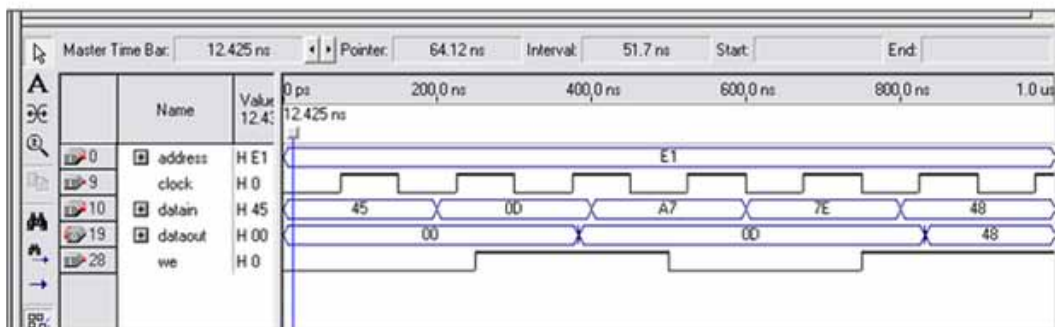 Master Time Bar: 12.425 ns Pointer: 64.12 ns Interval: 51.7 ns Start: End:
A
Name Value 12.4 0 ps 200.0 ns 400.0 ns 600.0 ns 800.0 ns 1.0 us
12.425 ns
0 address H E1 E1
9 clock H 0
10 datain H 45 45 0D A7 7E 48
19 dataout H 00 00 0D 48
28 we H 0